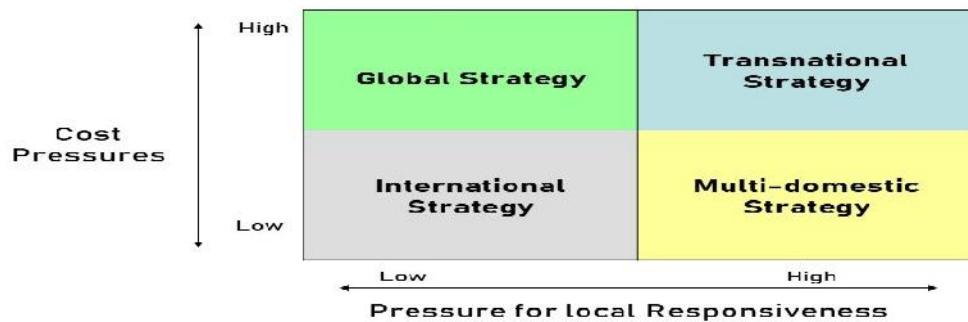 High
Global Strategy
Transnational
Strategy
Cost
Pressures
International
Strategy
Multi-domestic
Strategy
Low
Low
High
Pressure for local Responsiveness